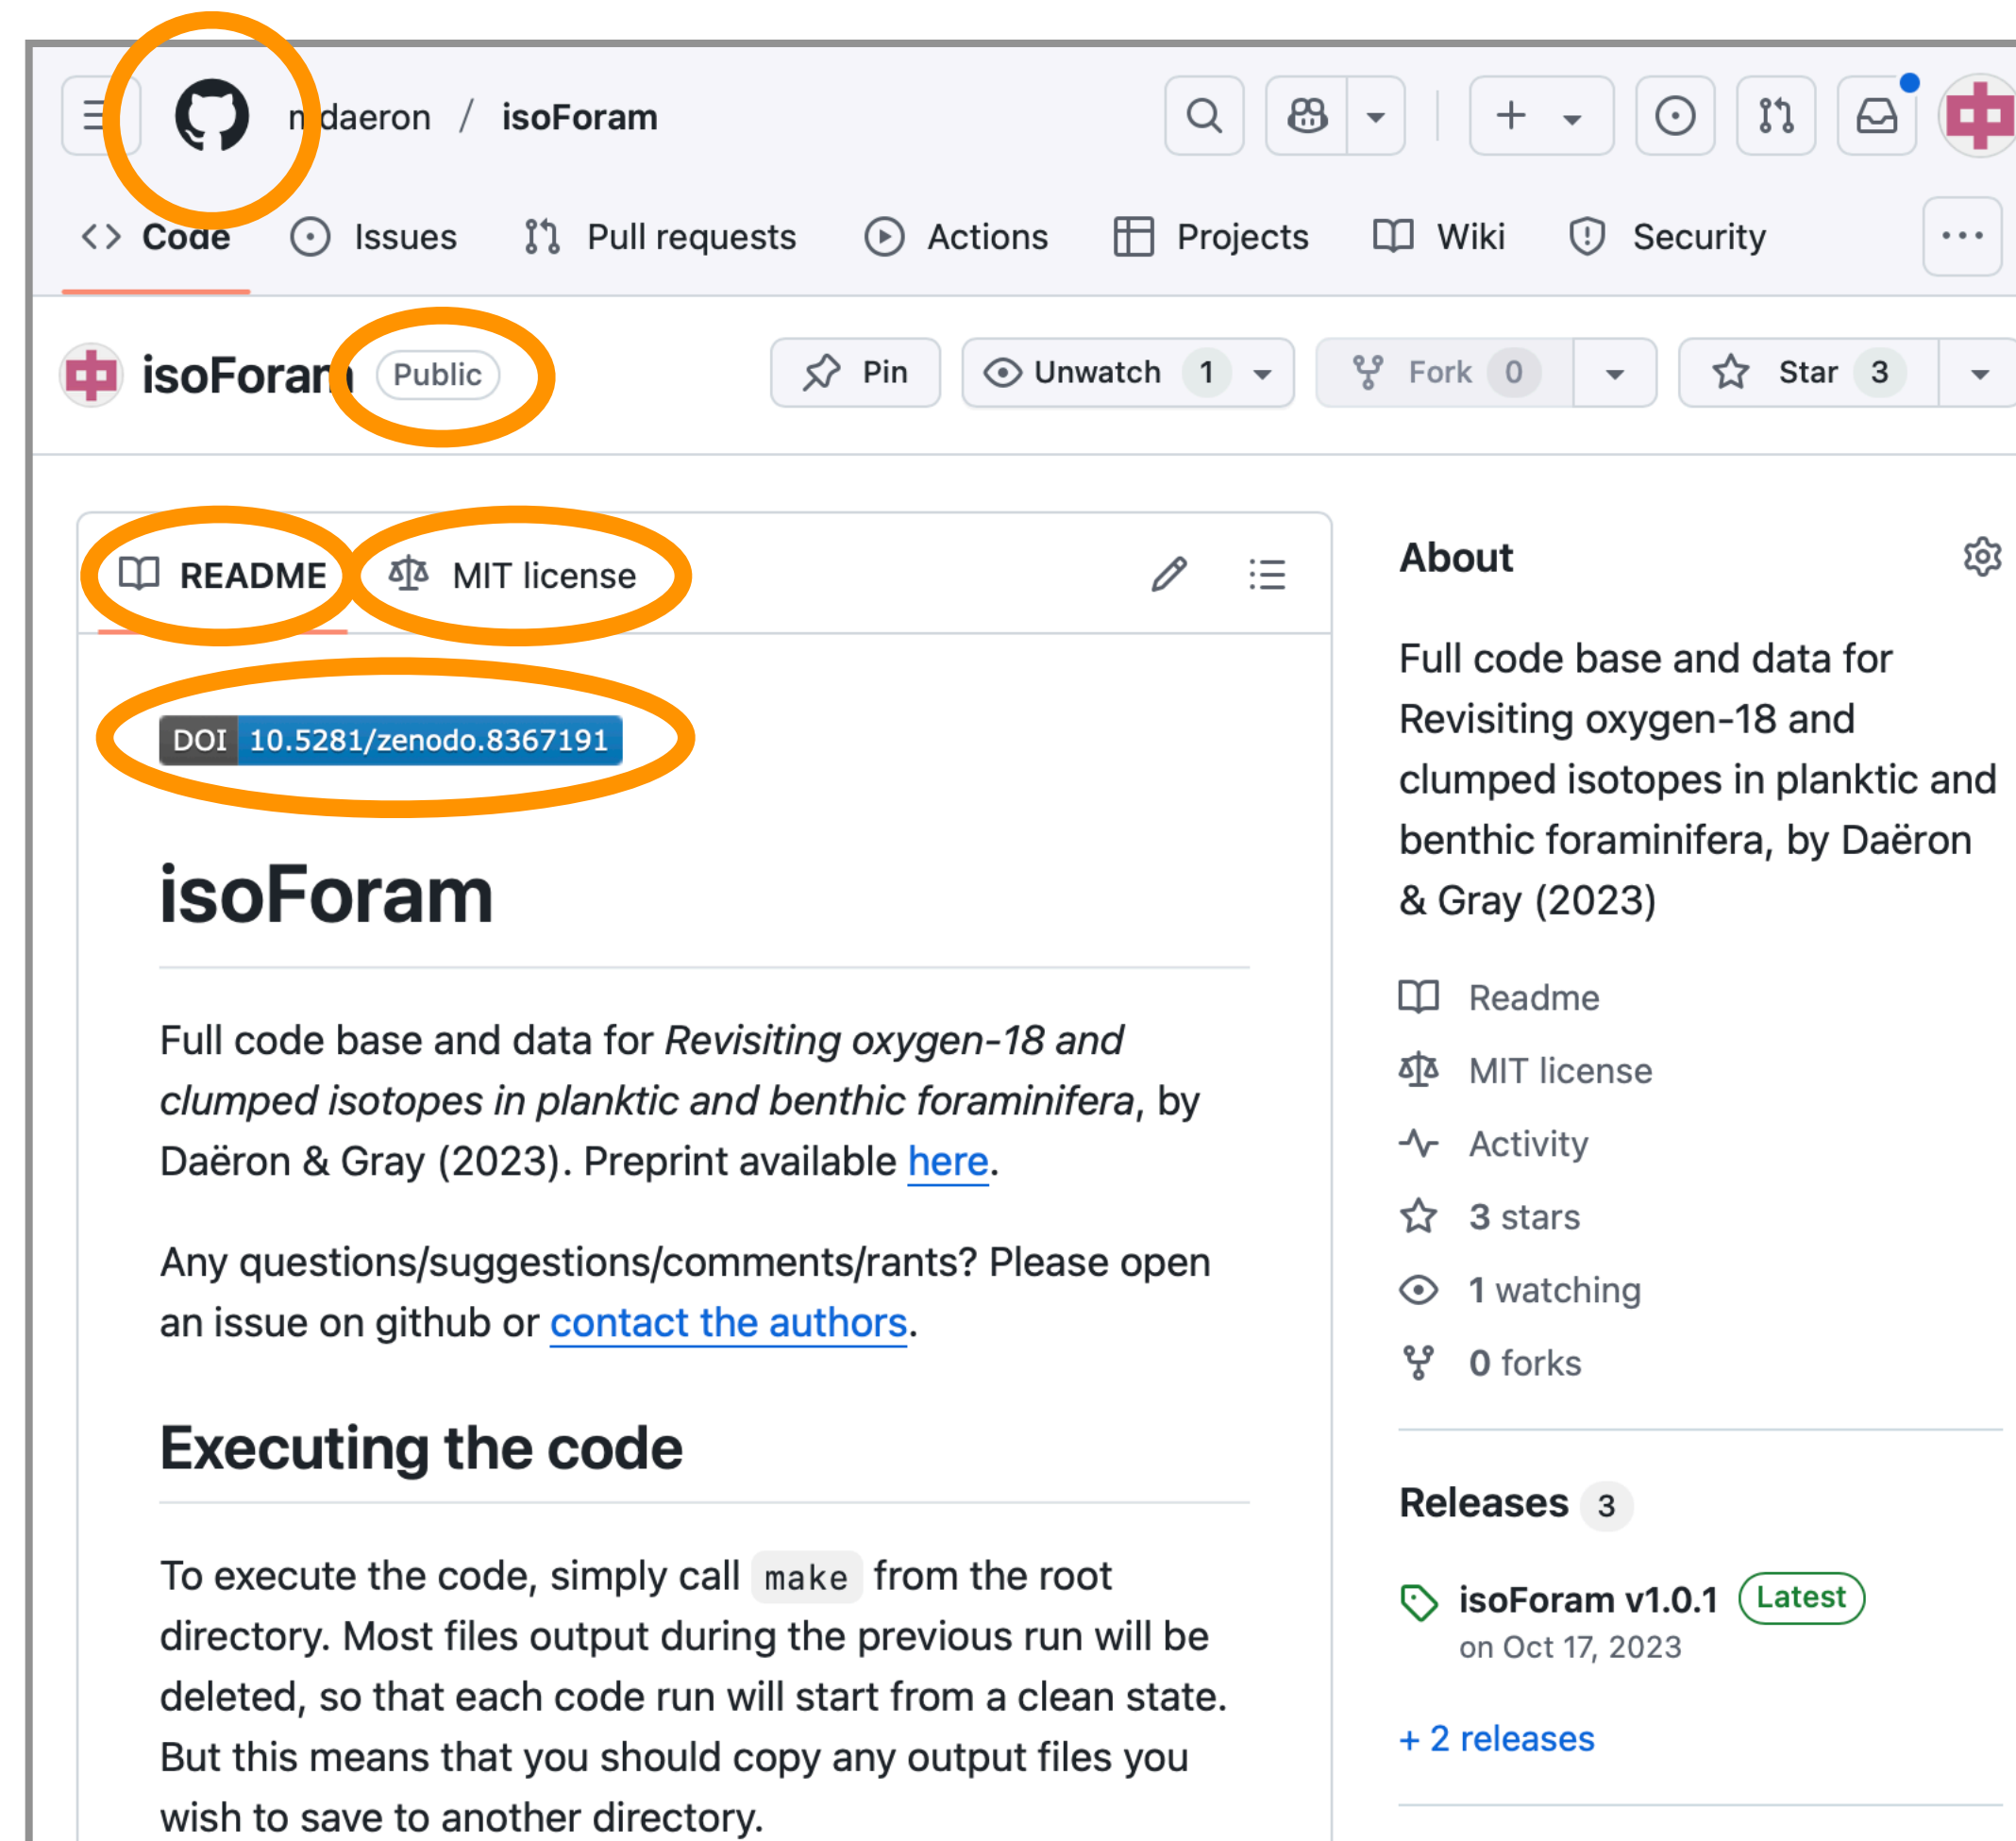 mdaeron / isoForam
Code Issues Pull requests Actions Projects Wiki Security
isoForam Public Pin Unwatch 1 Fork 0 Star 3
README MIT license
DOI 10.5281/zenodo.8367191
isoForam
Full code base and data for Revisiting oxygen-18 and
clumped isotopes in planktic and benthic foraminifera, by
Daëron & Gray (2023). Preprint available here.
Any questions/suggestions/comments/rants? Please open
an issue on github or contact the authors.
Executing the code
To execute the code, simply call make from the root
directory. Most files output during the previous run will be
deleted, so that each code run will start from a clean state.
But this means that you should copy any output files you
wish to save to another directory.
About
Full code base and data for
Revisiting oxygen-18 and
clumped isotopes in planktic and
benthic foraminifera, by Daëron
& Gray (2023)
Readme
MIT license
Activity
3 stars
1 watching
0 forks
Releases 3
isoForam v1.0.1 Latest
on Oct 17, 2023
+ 2 releases